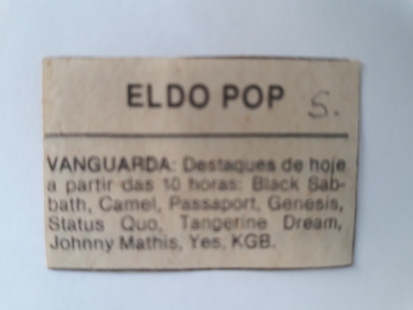 ELDO POP S.
VANGUARDA: Destaques de hoje
a partir das 10 horas: Black Sab-
bath, Camel, Passaport, Genesis,
Status Quo, Tangerine Dream,
Johnny Mathis, Yes, KGB.